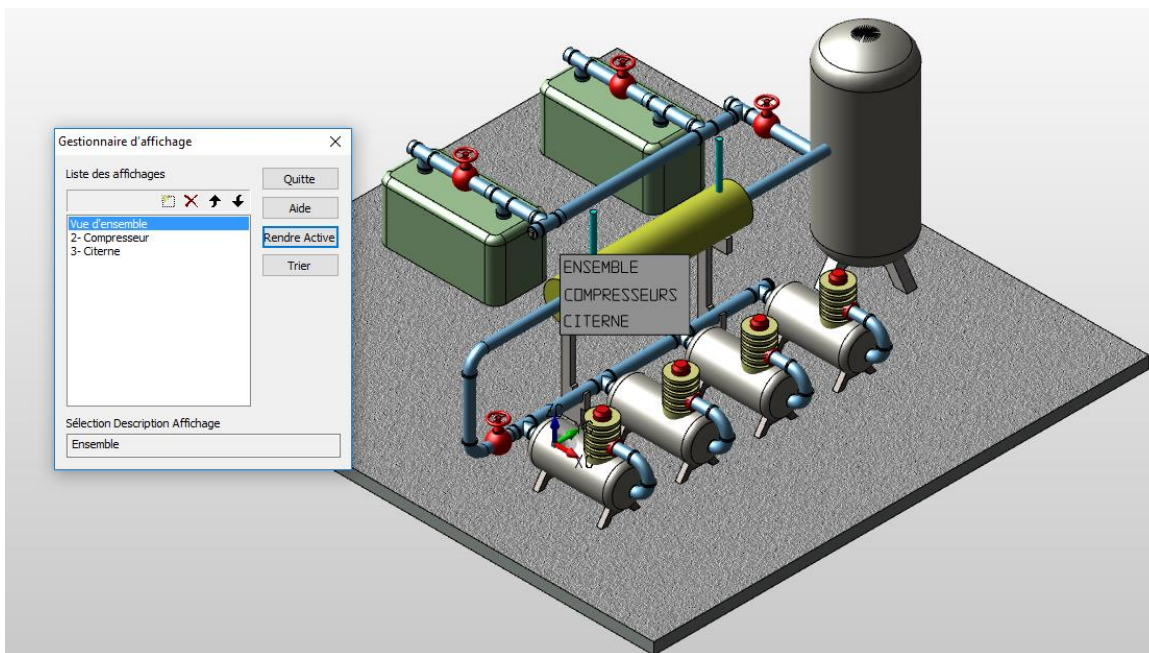 Gestionnaire d'affichage
Liste des affichages
Vue d'ensemble
2- Compresseur
3- Citerne
Quitte
Aide
Rendre Active
Trier
Sélection Description Affichage
Ensemble
ENSEMBLE
COMPRESSEURS
CITERNE